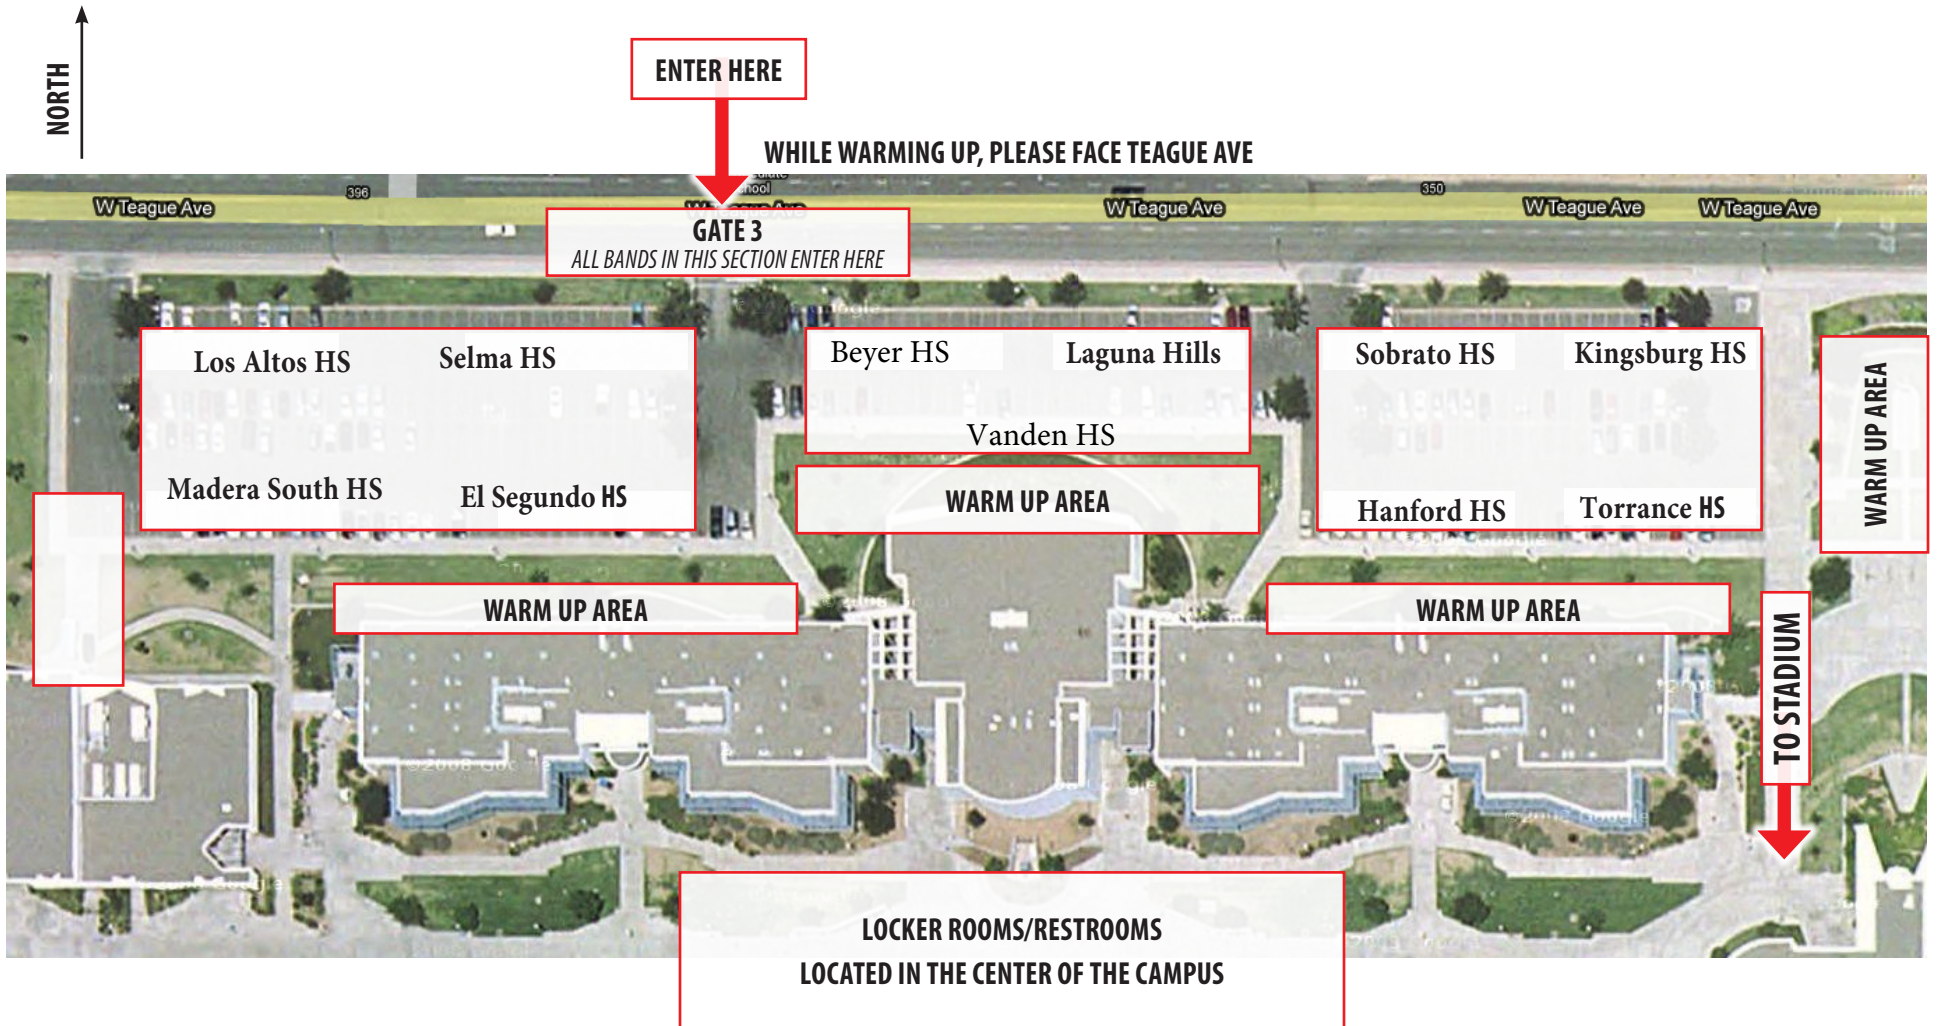 NORTH
ENTER HERE
WHILE WARMING UP, PLEASE FACE TEAGUE AVE
396
350
W Teague Ave
W Teague Ave
W Teague Ave
W Teague Ave
W Teague Ave
GATE 3
ALL BANDS IN THIS SECTION ENTER HERE
Los Altos HS
Selma HS
Madera South HS
El Segundo HS
Beyer HS
Laguna Hills
Vanden HS
Sobrato HS
Kingsburg HS
Hanford HS
Torrance HS
WARM UP AREA
WARM UP AREA
WARM UP AREA
WARM UP AREA
TO STADIUM
©2008 Google
LOCKER ROOMS/RESTROOMS
LOCATED IN THE CENTER OF THE CAMPUS